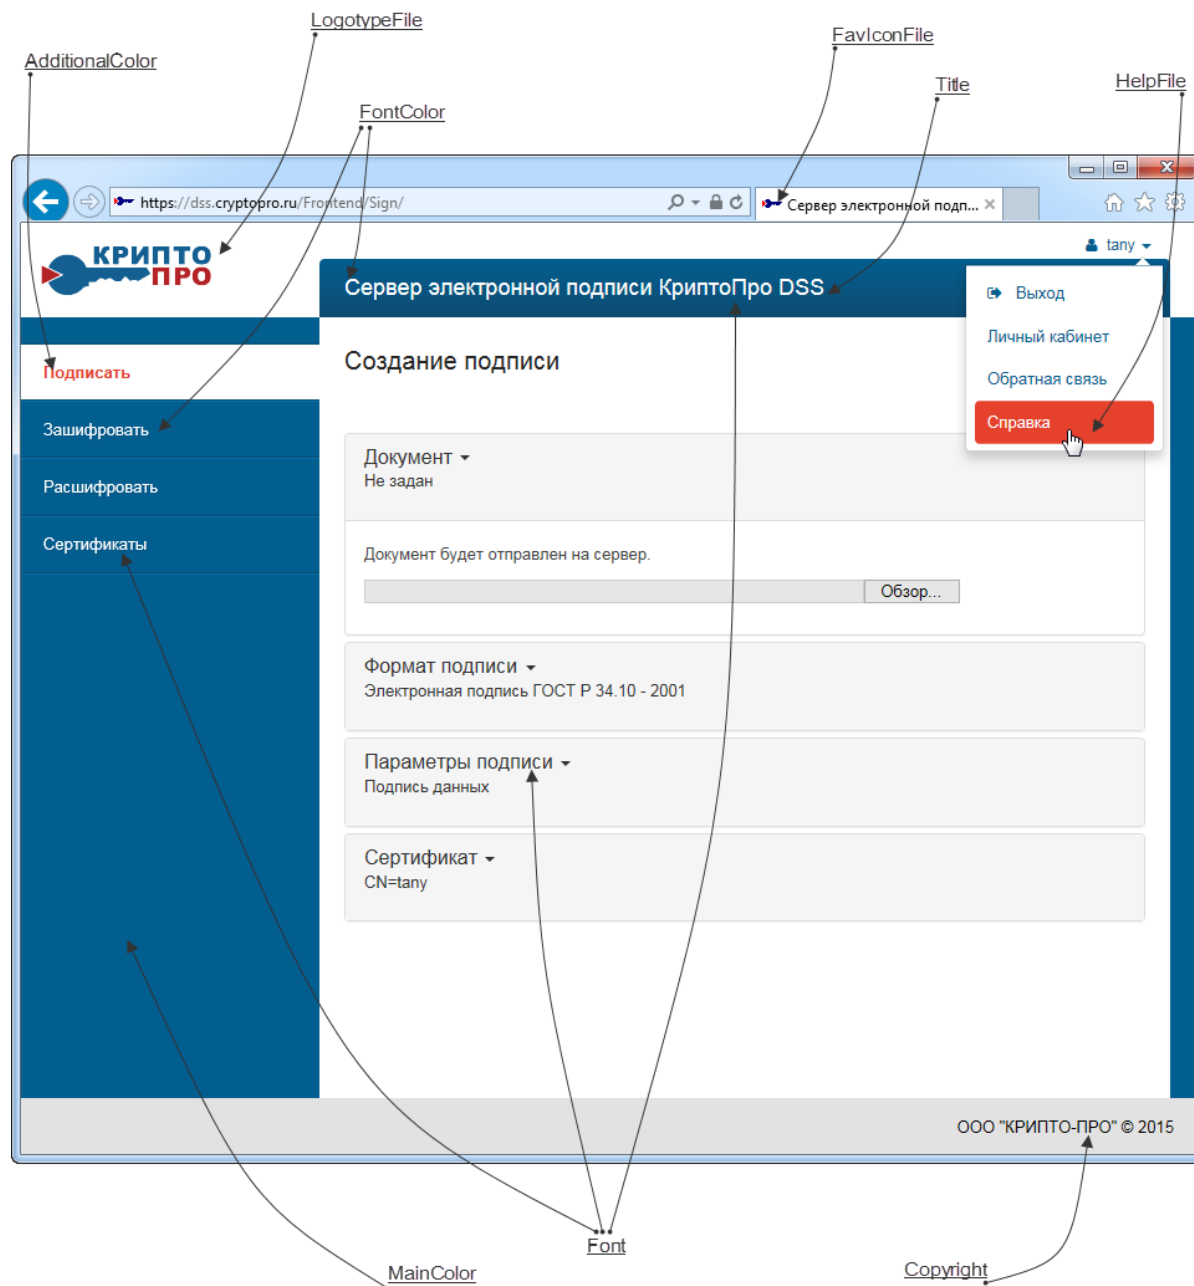 LogotypeFile
FavIconFile
AdditionalColor
HelpFile
Title
FontColor
https://dss.cryptopro.ru/Frontend/Sign/
Сервер электронной подп...
КРИПТО
ПРО
tany
Сервер электронной подписи КриптоПро DSS
Выход
Личный кабинет
Обратная связь
Справка
Создание подписи
Подписать
Зашифровать
Расшифровать
Сертификаты
Документ
Не задан
Документ будет отправлен на сервер.
Обзор...
Формат подписи
Электронная подпись ГОСТ Р 34.10 - 2001
Параметры подписи
Подпись данных
Сертификат
CN=tany
ООО "КРИПТО-ПРО" © 2015
Font
MainColor
Copyright